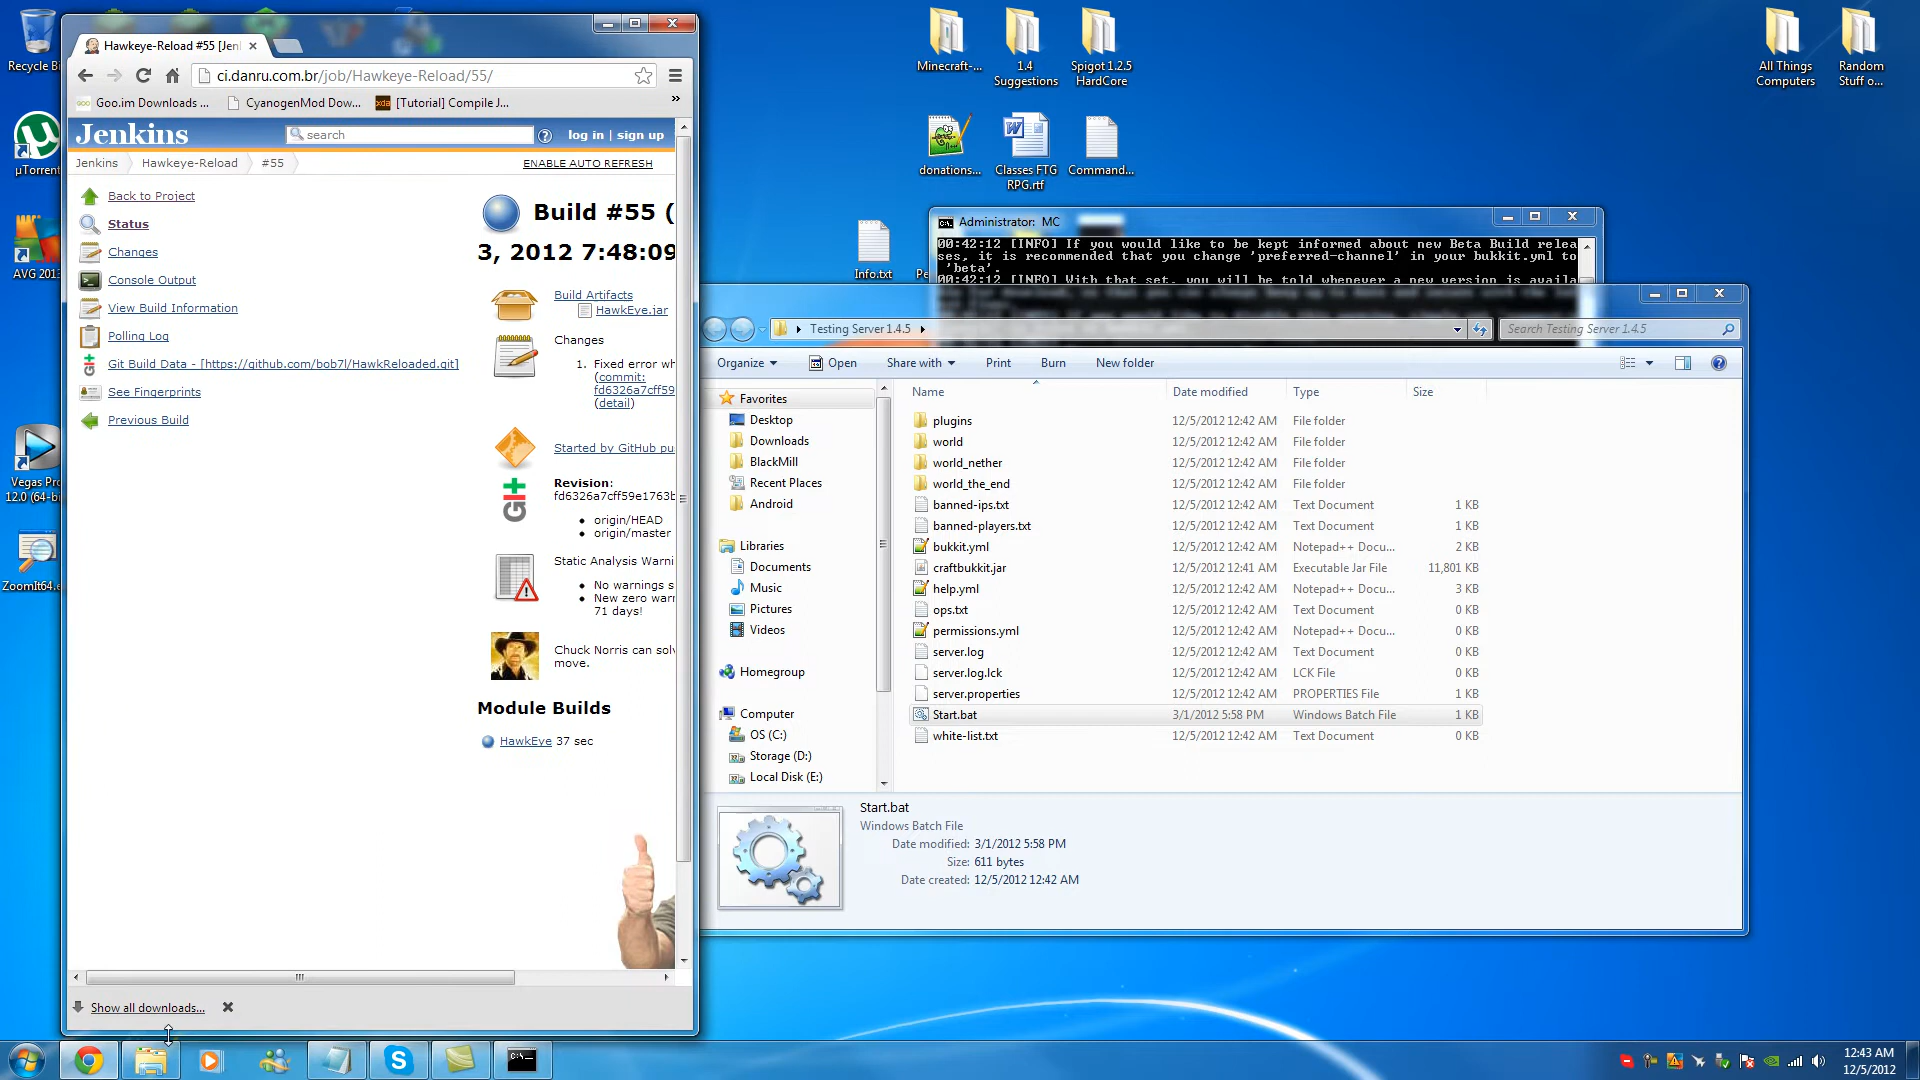 Recycle Bi
µTorrent
AVG 2013
Vegas Pro
12.0 (64-bi
ZoomIt64.e
Hawkeye-Reload #55 [Jen
ci.danru.com.br/job/Hawkeye-Reload/55/
Goo.im Downloads ...
CyanogenMod Dow...
[Tutorial] Compile J...
»
Jenkins
search
log in | sign up
Jenkins
Hawkeye-Reload
#55
ENABLE AUTO REFRESH
Back to Project
Status
Changes
Console Output
View Build Information
Polling Log
Git Build Data - [https://github.com/bob7l/HawkReloaded.git]
See Fingerprints
Previous Build
Build #55 (
3, 2012 7:48:09
Build Artifacts
HawkEye.jar
Changes
1. Fixed error wh
(commit:
fd6326a7cff59
(detail)
Started by GitHub pu
Revision:
fd6326a7cff59e1763b
origin/HEAD
origin/master
Static Analysis Warni
No warnings s
New zero warr
71 days!
Chuck Norris can solv
move.
Module Builds
HawkEye 37 sec
Show all downloads...
Minecraft-...
1.4
Suggestions
Spigot 1.2.5
HardCore
donations...
Classes FTG
RPG.rtf
Command...
Info.txt
Pe
All Things
Computers
Random
Stuff o...
Administrator: MC
00:42:12 [INFO] If you would like to be kept informed about new Beta Build relea
ses, it is recommended that you change 'preferred-channel' in your bukkit.yml to
'beta'.
00:42:12 [INFO] With that set, you will be told whenever a new version is availa
Testing Server 1.4.5
Search Testing Server 1.4.5
Organize
Open
Share with
Print
Burn
New folder
Favorites
Desktop
Downloads
BlackMill
Recent Places
Android
Libraries
Documents
Music
Pictures
Videos
Homegroup
Computer
OS (C:)
Storage (D:)
Local Disk (E:)
Name Date modified Type Size
plugins 12/5/2012 12:42 AM File folder
world 12/5/2012 12:42 AM File folder
world_nether 12/5/2012 12:42 AM File folder
world_the_end 12/5/2012 12:42 AM File folder
banned-ips.txt 12/5/2012 12:42 AM Text Document 1 KB
banned-players.txt 12/5/2012 12:42 AM Text Document 1 KB
bukkit.yml 12/5/2012 12:42 AM Notepad++ Docu... 2 KB
craftbukkit.jar 12/5/2012 12:41 AM Executable Jar File 11,801 KB
help.yml 12/5/2012 12:42 AM Notepad++ Docu... 3 KB
ops.txt 12/5/2012 12:42 AM Text Document 0 KB
permissions.yml 12/5/2012 12:42 AM Notepad++ Docu... 0 KB
server.log 12/5/2012 12:42 AM Text Document 0 KB
server.log.lck 12/5/2012 12:42 AM LCK File 0 KB
server.properties 12/5/2012 12:42 AM PROPERTIES File 1 KB
Start.bat 3/1/2012 5:58 PM Windows Batch File 1 KB
white-list.txt 12/5/2012 12:42 AM Text Document 0 KB
Start.bat
Windows Batch File
Date modified: 3/1/2012 5:58 PM
Size: 611 bytes
Date created: 12/5/2012 12:42 AM
12:43 AM
12/5/2012